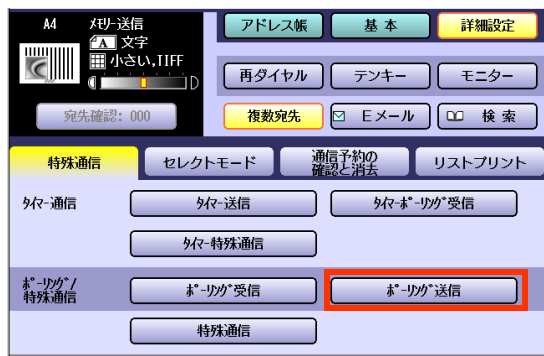 A4 ﾒﾓﾘｰ送信
A 文字
小さい,TIFF
D
宛先確認: 000
アドレス帳
基 本
詳細設定
再ダイヤル
テンキー
モニター
複数宛先
Eメール
検 索
特殊通信
セレクトモード
通信予約の
確認と消去
リストプリント
ﾀｲﾏｰ通信
ﾀｲﾏｰ送信
ﾀｲﾏｰﾎﾟｰﾘﾝｸﾞ受信
ﾀｲﾏｰ特殊通信
ﾎﾟｰﾘﾝｸﾞ/
特殊通信
ﾎﾟｰﾘﾝｸﾞ受信
ﾎﾟｰﾘﾝｸﾞ送信
特殊通信